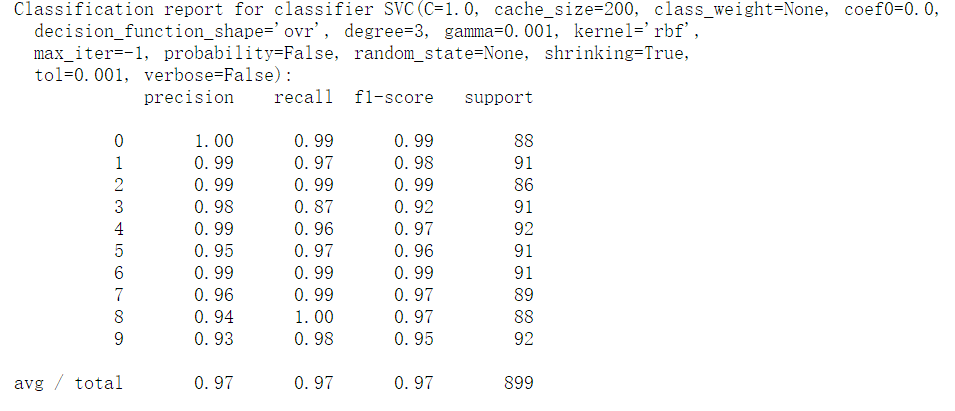 Classification report for classifier SVC(C=1.0, cache_size=200, class_weight=None, coef0=0.0,
decision_function_shape='ovr', degree=3, gamma=0.001, kernel='rbf',
max_iter=-1, probability=False, random_state=None, shrinking=True,
tol=0.001, verbose=False):
precision recall f1-score support
0 1.00 0.99 0.99 88
1 0.99 0.97 0.98 91
2 0.99 0.99 0.99 86
3 0.98 0.87 0.92 91
4 0.99 0.96 0.97 92
5 0.95 0.97 0.96 91
6 0.99 0.99 0.99 91
7 0.96 0.99 0.97 89
8 0.94 1.00 0.97 88
9 0.93 0.98 0.95 92
avg / total 0.97 0.97 0.97 899